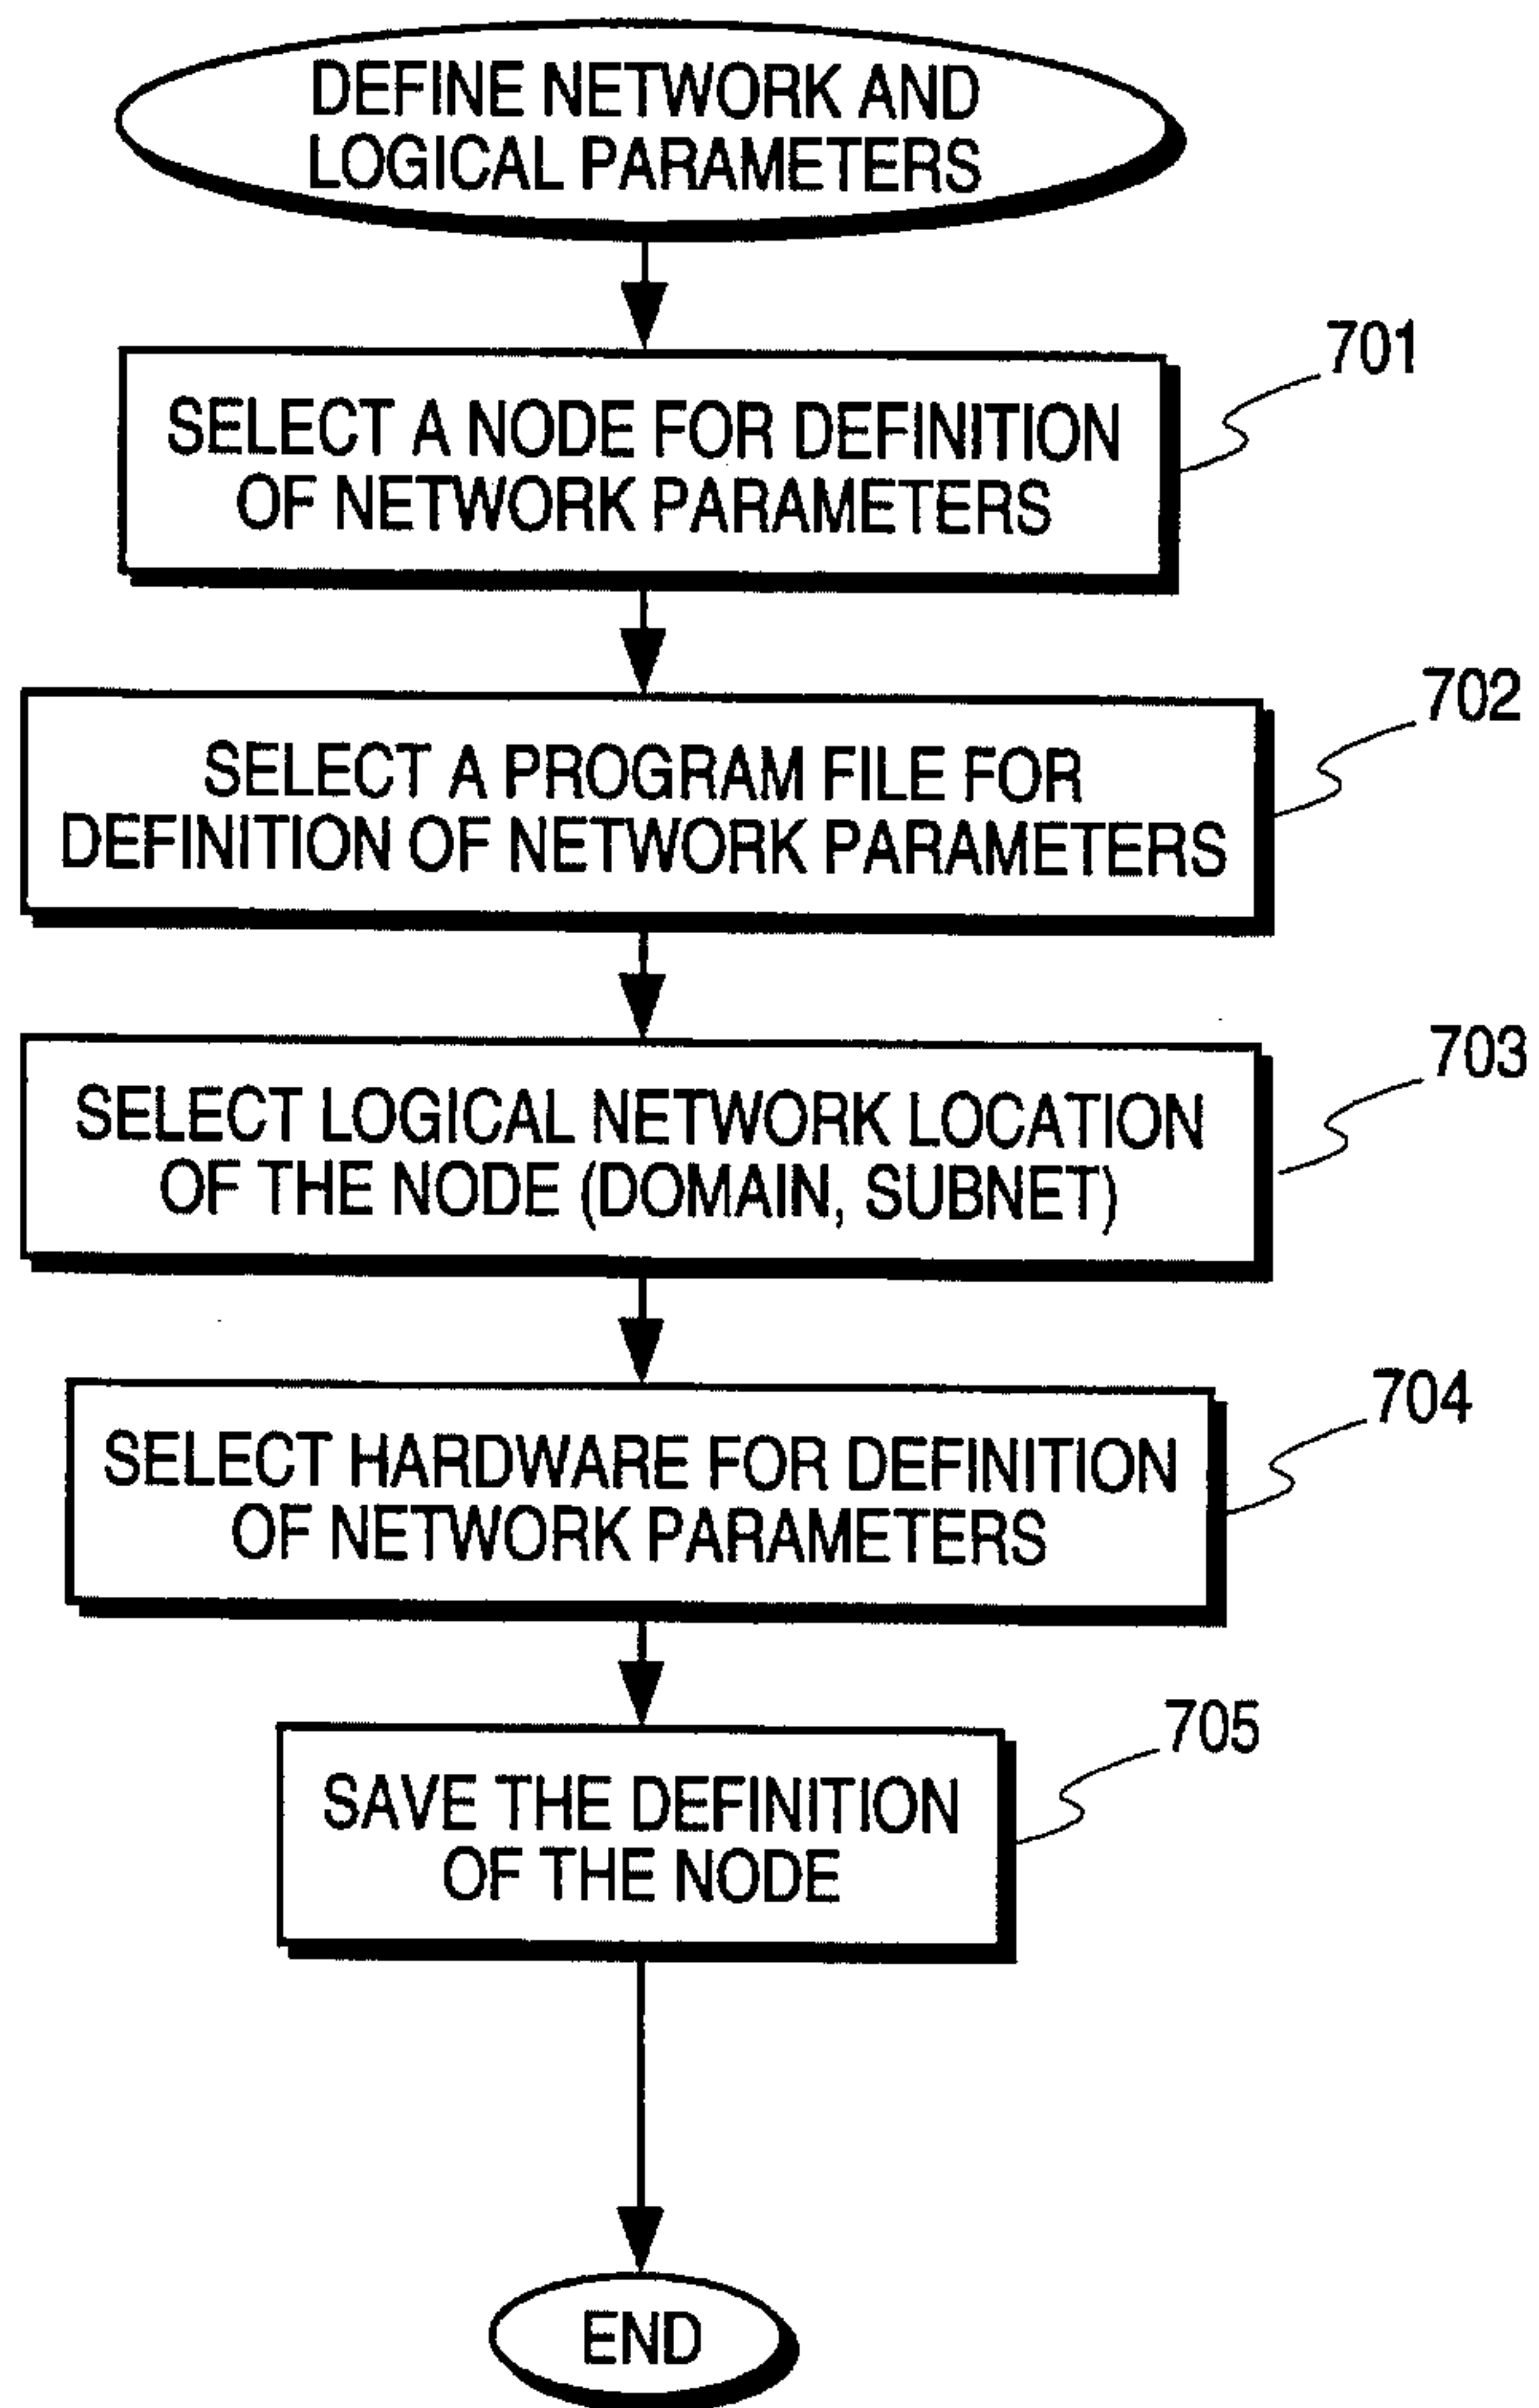 DEFINE NETWORK AND
LOGICAL PARAMETERS
701
SELECT A NODE FOR DEFINITION
OF NETWORK PARAMETERS
702
SELECT A PROGRAM FILE FOR
DEFINITION OF NETWORK PARAMETERS
703
SELECT LOGICAL NETWORK LOCATION
OF THE NODE (DOMAIN, SUBNET)
704
SELECT HARDWARE FOR DEFINITION
OF NETWORK PARAMETERS
705
SAVE THE DEFINITION
OF THE NODE
END